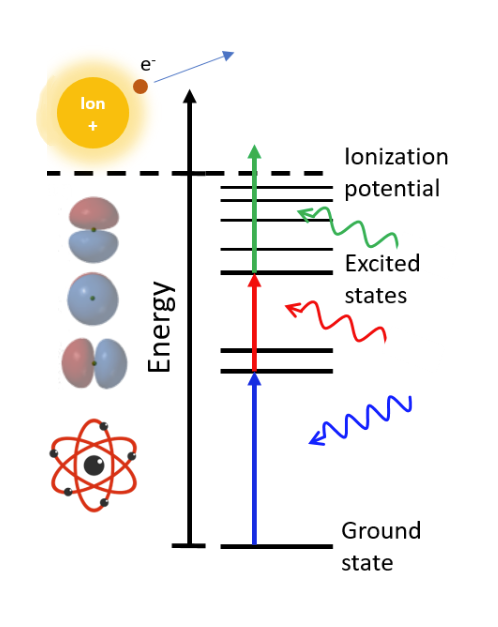 e-
Ion
+
Ionization
potential
Excited
states
Energy
Ground
state